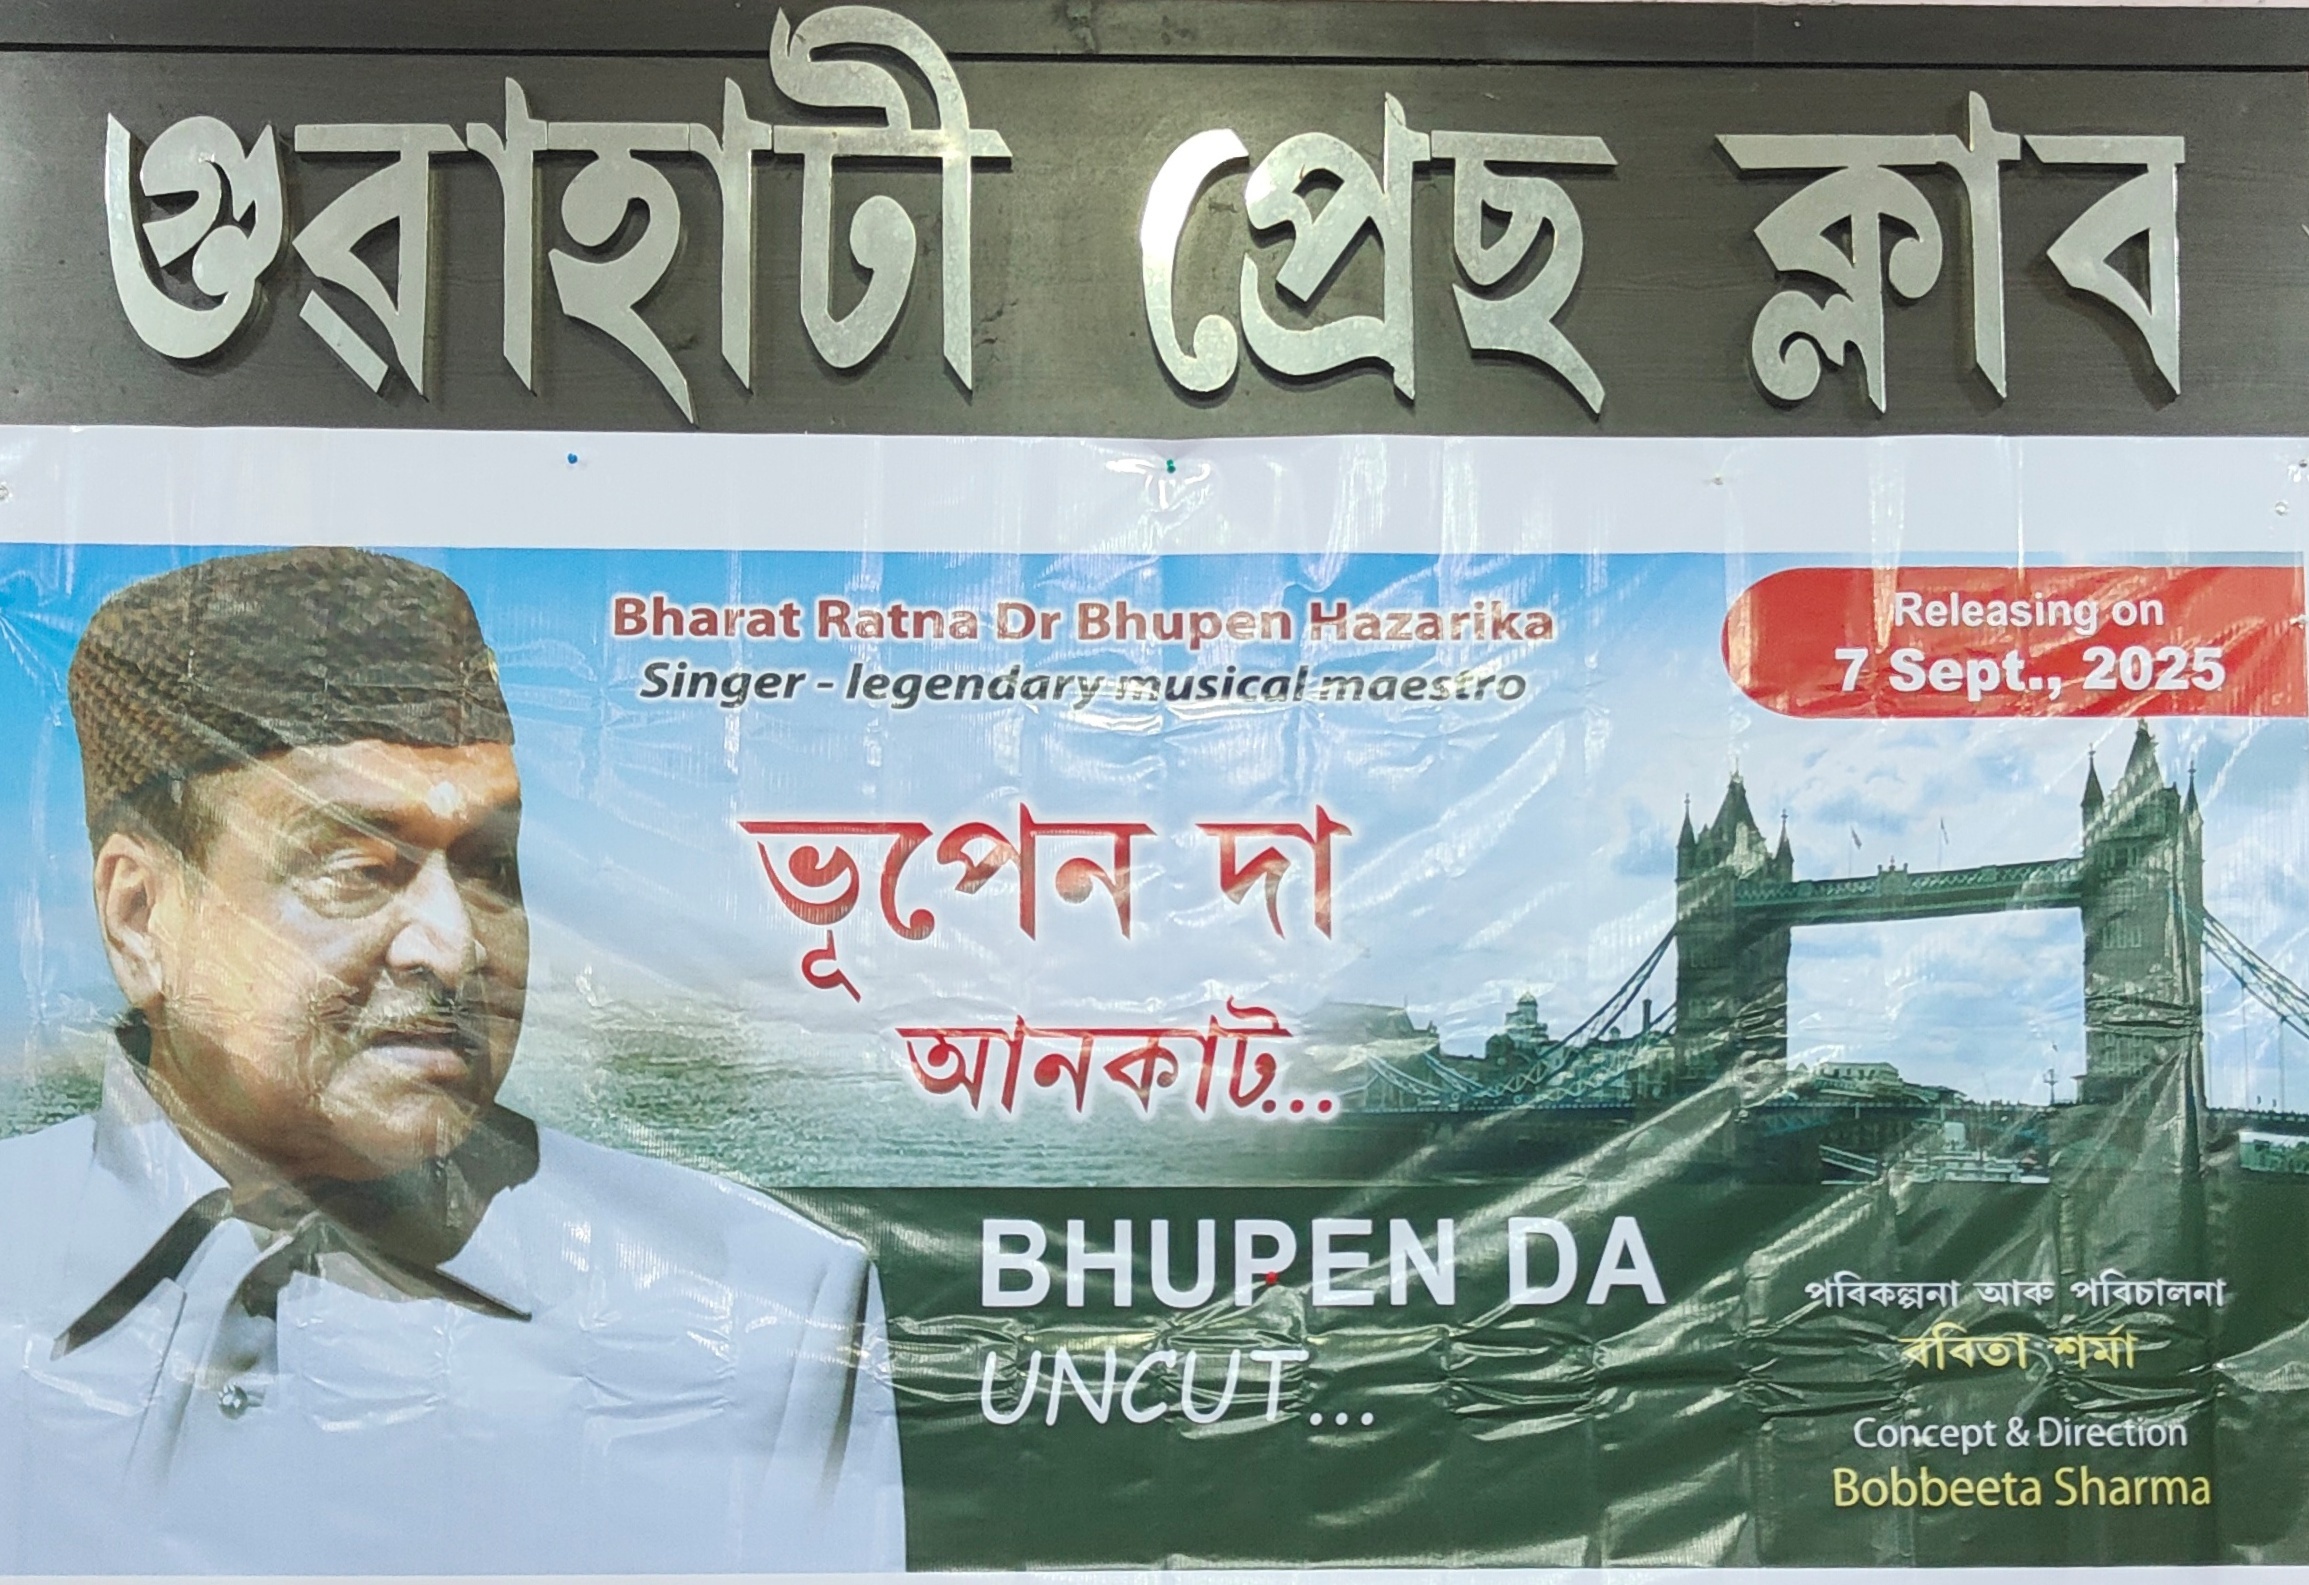 গুৱাহাটী প্ৰেছ ক্লাব
Bharat Ratna Dr Bhupen Hazarika
Singer - legendary musical maestro
Releasing on
7 Sept., 2025
ভূপেন দা
আনকাট...
BHUPEN DA
UNCUT...
পৰিকল্পনা আৰু পৰিচালনা
ববিতা শৰ্মা
Concept & Direction
Bobbeeta Sharma